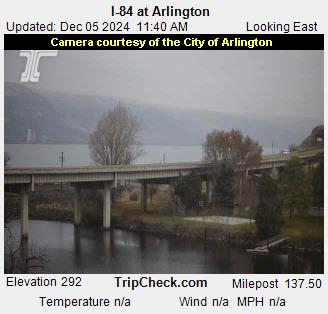 I-84 at Arlington
Updated: Dec 05 2024 11:40 AM Looking East
Camera courtesy of the City of Arlington
Elevation 292 TripCheck.com Milepost 137.50
Temperature n/a Wind n/a MPH n/a